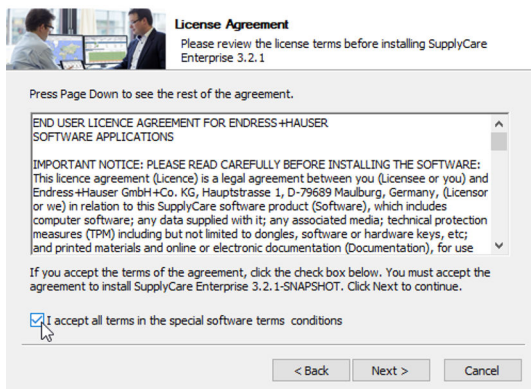 License Agreement
Please review the license terms before installing SupplyCare
Enterprise 3.2.1
Press Page Down to see the rest of the agreement.
END USER LICENCE AGREEMENT FOR ENDRESS+HAUSER
SOFTWARE APPLICATIONS
IMPORTANT NOTICE: PLEASE READ CAREFULLY BEFORE INSTALLING THE SOFTWARE:
This licence agreement (Licence) is a legal agreement between you (Licensee or you) and
Endress+Hauser GmbH+Co. KG, Hauptstrasse 1, D-79689 Maulburg, Germany, (Licensor
or we) in relation to this SupplyCare software product (Software), which includes
computer software; any data supplied with it; any associated media; technical protection
measures (TPM) including but not limited to dongles, software or hardware keys, etc;
and printed materials and online or electronic documentation (Documentation), for use
If you accept the terms of the agreement, click the check box below. You must accept the
agreement to install SupplyCare Enterprise 3.2.1-SNAPSHOT. Click Next to continue.
I accept all terms in the special software terms conditions
< Back Next > Cancel